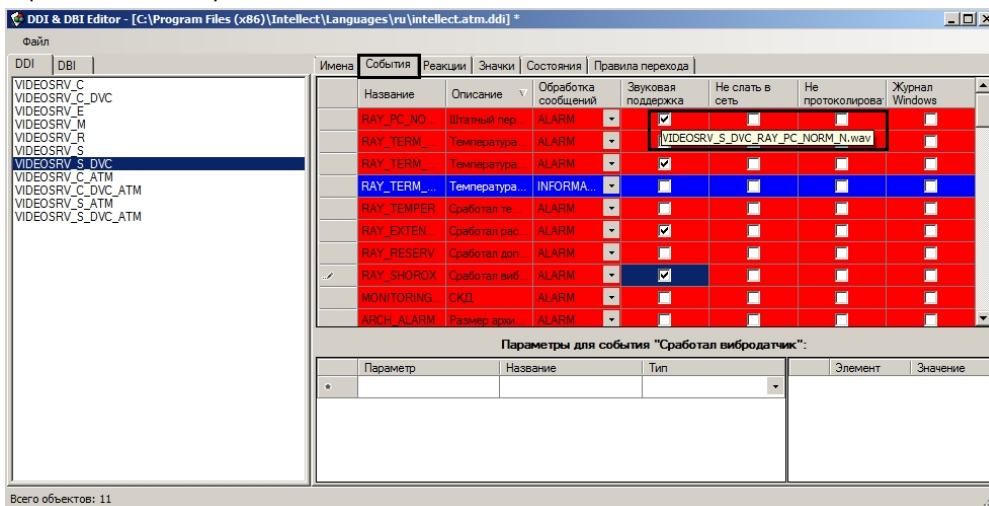 DDI & DBI Editor - [C:\Program Files (x86)\Intellect\Languages\ru\intellect.atm.ddi] *
Файл
DDI DBI
Имена События Реакции Значки Состояния Правила перехода
VIDEOSRV_C
VIDEOSRV_C_DVC
VIDEOSRV_E
VIDEOSRV_M
VIDEOSRV_R
VIDEOSRV_S
VIDEOSRV_S_DVC
VIDEOSRV_C_ATM
VIDEOSRV_C_DVC_ATM
VIDEOSRV_S_ATM
VIDEOSRV_S_DVC_ATM
Название Описание Обработка сообщений Звуковая поддержка Не слать в сеть Не протоколирова Журнал Windows
RAY_PC_NO... Штатный пер... ALARM
VIDEOSRV_S_DVC_RAY_PC_NORM_N.wav
RAY_TERM_... Температура... ALARM
RAY_TERM_... Температура... ALARM
RAY_TERM_... Температура... INFORMA...
RAY_TEMPER Сработал те... ALARM
RAY_EXTEN... Сработал рас... ALARM
RAY_RESERV Сработал доп... ALARM
RAY_SHOROX Сработал виб... ALARM
MONITORING... СКД ALARM
ARCH_ALARM Размер архи... ALARM
Параметры для события "Сработал вибродатчик":
Параметр Название Тип Элемент Значение
Всего объектов: 11